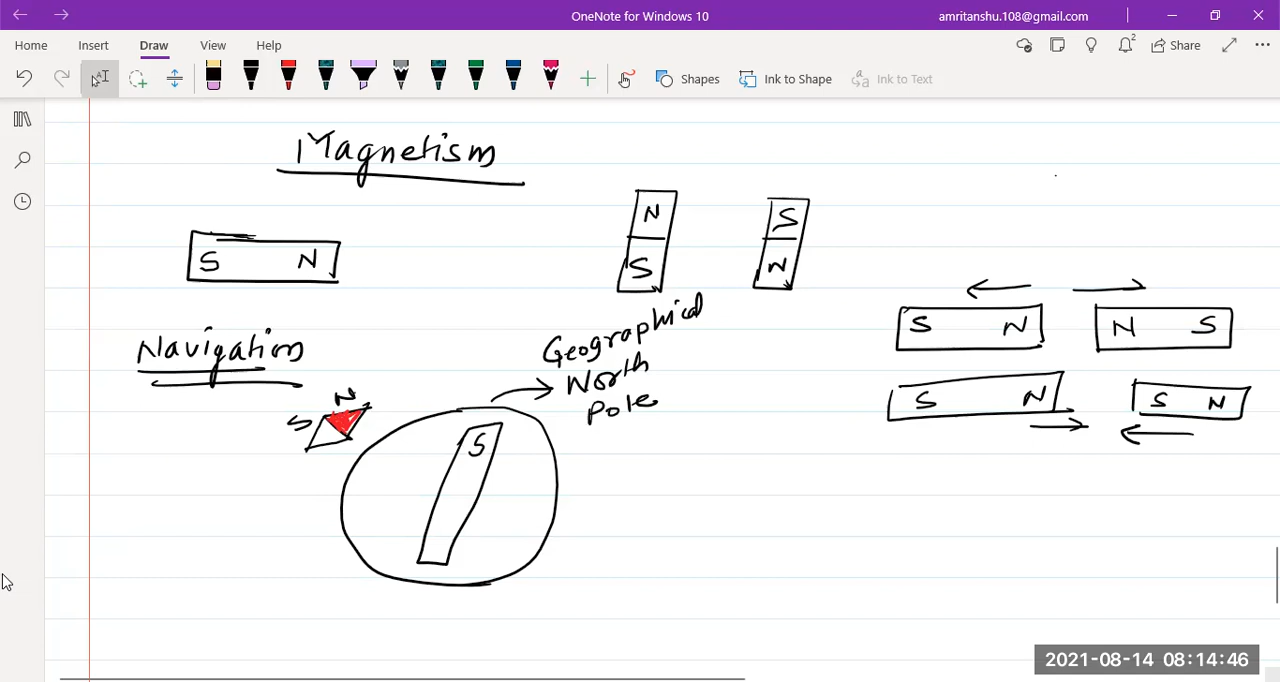 OneNote for Windows 10
amritanshu.108@gmail.com
Home Insert Draw View Help
Share
Shapes Ink to Shape Ink to Text
Magnetism
N S
S N
S N
S N N S
S N S N
Navigation
Geographical
North
Pole
N
S
S
2021-08-14 08:14:46